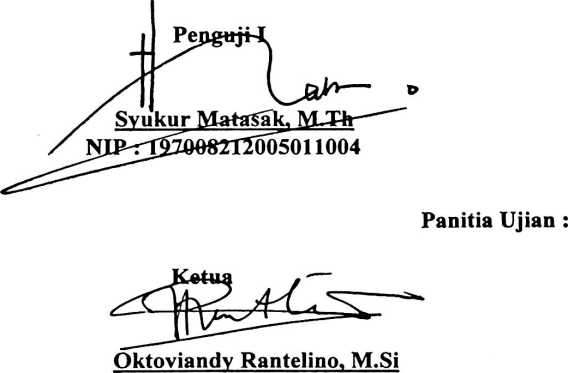 Penguji I
Syukur Matasak, M.Th
NIP : 197008212005011004
Panitia Ujian :
Ketua
Oktoviandy Rantelino, M.Si